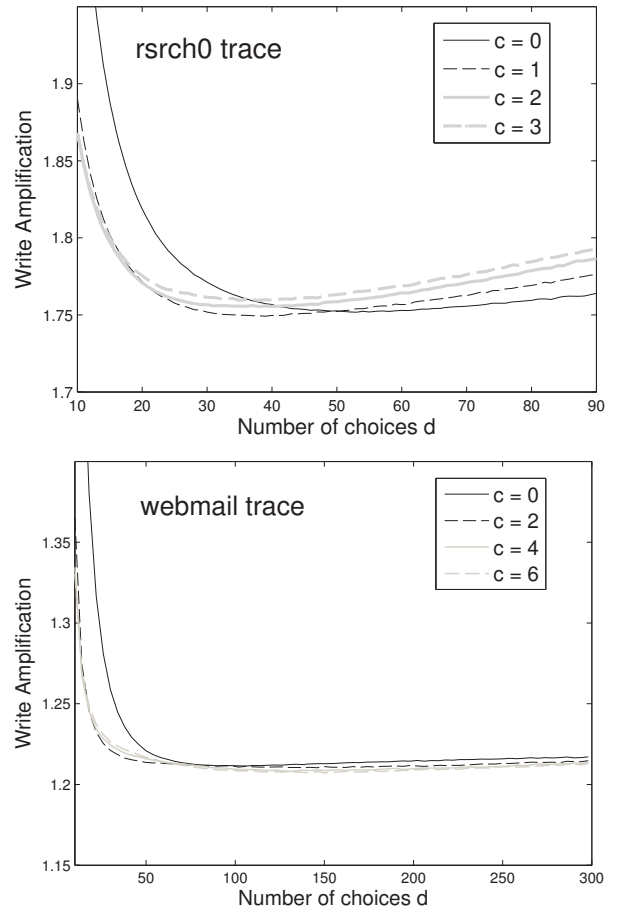 rsrch0 trace
c = 0
c = 1
c = 2
c = 3
Write Amplification
1.9
1.85
1.8
1.75
1.7
10 20 30 40 50 60 70 80 90
Number of choices d
webmail trace
c = 0
c = 2
c = 4
c = 6
Write Amplification
1.35
1.3
1.25
1.2
1.15
50 100 150 200 250 300
Number of choices d